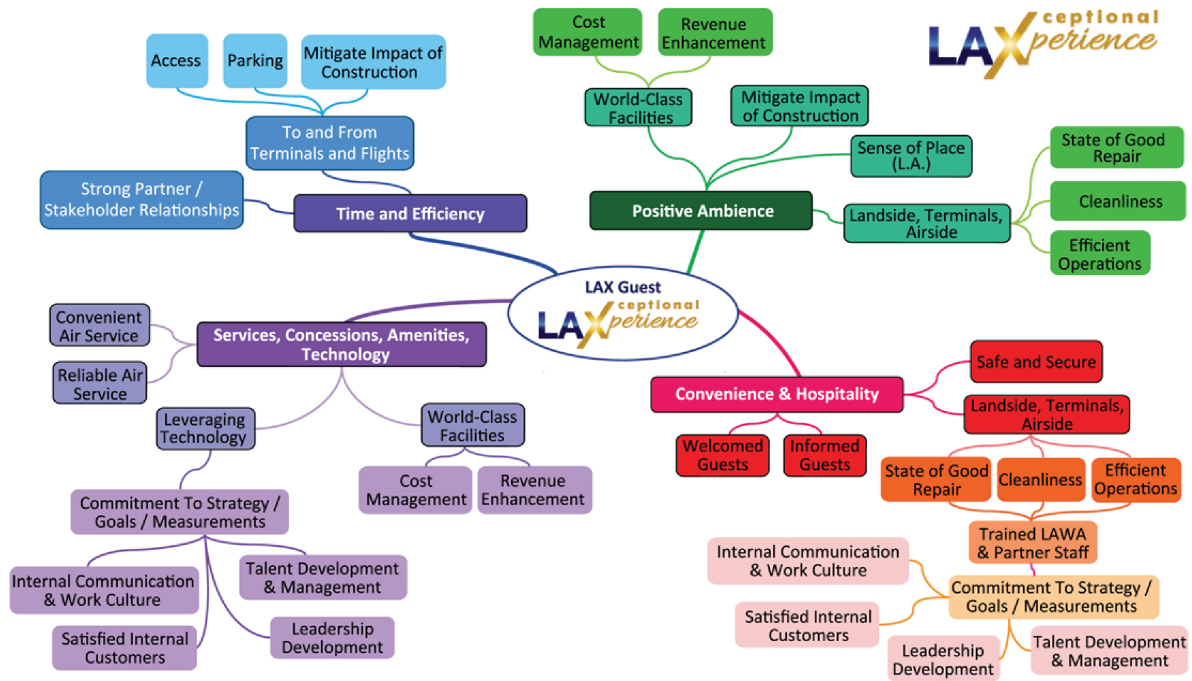 LAXceptional
Xperience
Access
Parking
Mitigate Impact of
Construction
To and From
Terminals and Flights
Strong Partner /
Stakeholder Relationships
Time and Efficiency
Cost
Management
Revenue
Enhancement
World-Class
Facilities
Mitigate Impact
of Construction
Sense of Place
(L.A.)
Positive Ambience
Landside, Terminals,
Airside
State of Good
Repair
Cleanliness
Efficient
Operations
LAX Guest
LAXceptional
Xperience
Convenient
Air Service
Reliable Air
Service
Services, Concessions, Amenities,
Technology
Leveraging
Technology
World-Class
Facilities
Cost
Management
Revenue
Enhancement
Commitment To Strategy /
Goals / Measurements
Internal Communication
& Work Culture
Talent Development
& Management
Satisfied Internal
Customers
Leadership
Development
Convenience & Hospitality
Safe and Secure
Landside, Terminals,
Airside
Welcomed
Guests
Informed
Guests
State of Good
Repair
Cleanliness
Efficient
Operations
Trained LAWA
& Partner Staff
Internal Communication
& Work Culture
Commitment To Strategy /
Goals / Measurements
Satisfied Internal
Customers
Leadership
Development
Talent Development
& Management